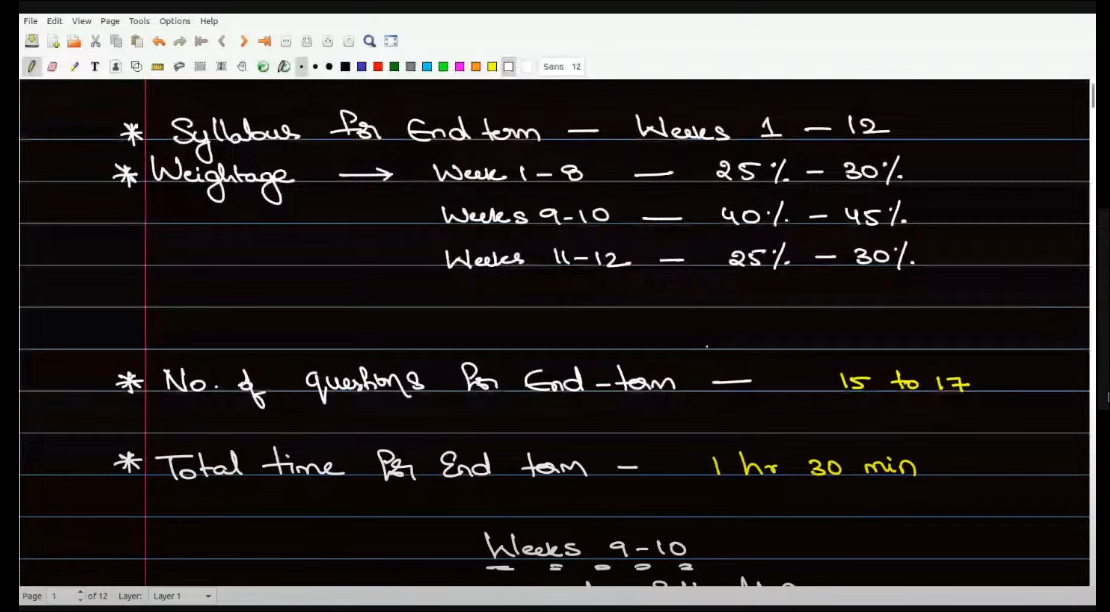 File Edit View Page Tools Options Help
T Sans 12
* Syllabus for End term — Weeks 1 – 12
* Weightage → Week 1 – 8 — 25% – 30%.
Weeks 9-10 — 40% – 45%.
Weeks 11-12 — 25% – 30%.
* No. of questions for End-term — 15 to 17
* Total time for End term – 1 hr 30 min
Weeks 9-10
Page 1 of 12 Layer: Layer 1